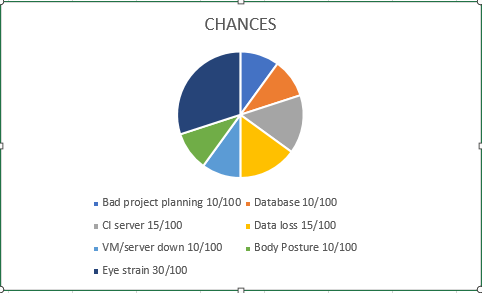 CHANCES
Bad project planning 10/100 Database 10/100
CI server 15/100 Data loss 15/100
VM/server down 10/100 Body Posture 10/100
Eye strain 30/100